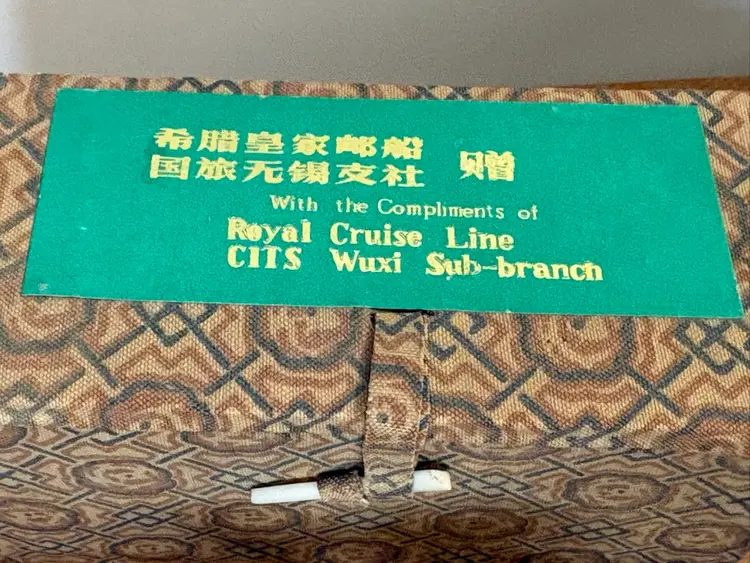 希腊皇家邮船
国旅无锡支社 赠
With the Compliments of
Royal Cruise Line
CITS Wuxi Sub-branch